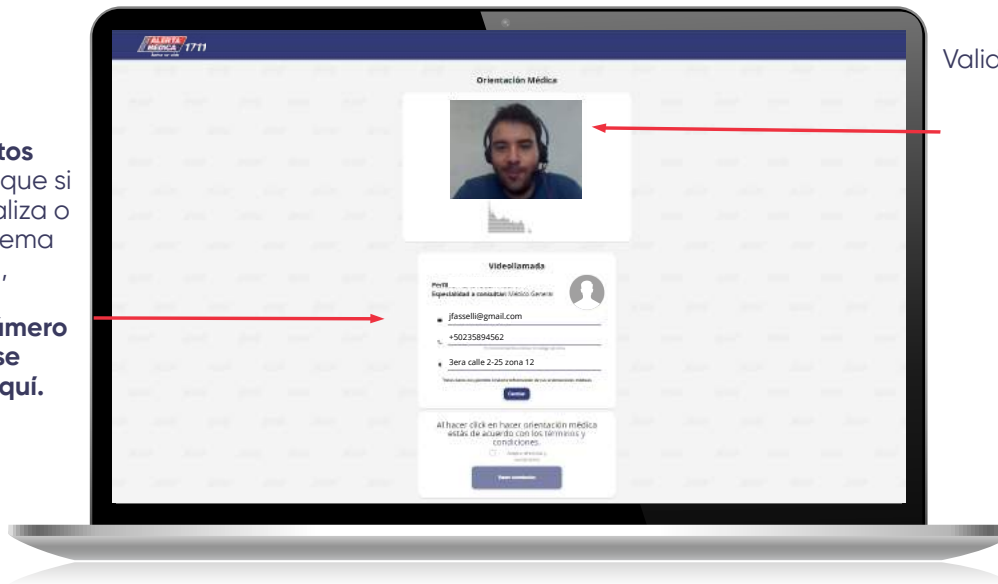 ALERTA
MÉDICA
1711
Orientación Médica
Valid
tos
que si
aliza o
ema
,
úmero
se
quí.
Videollamada
Perfil
Especialidad a consultar: Médico General
jfasselli@gmail.com
+50235894562
3era calle 2-25 zona 12
Al hacer click en hacer orientación médica
estás de acuerdo con los términos y
condiciones.